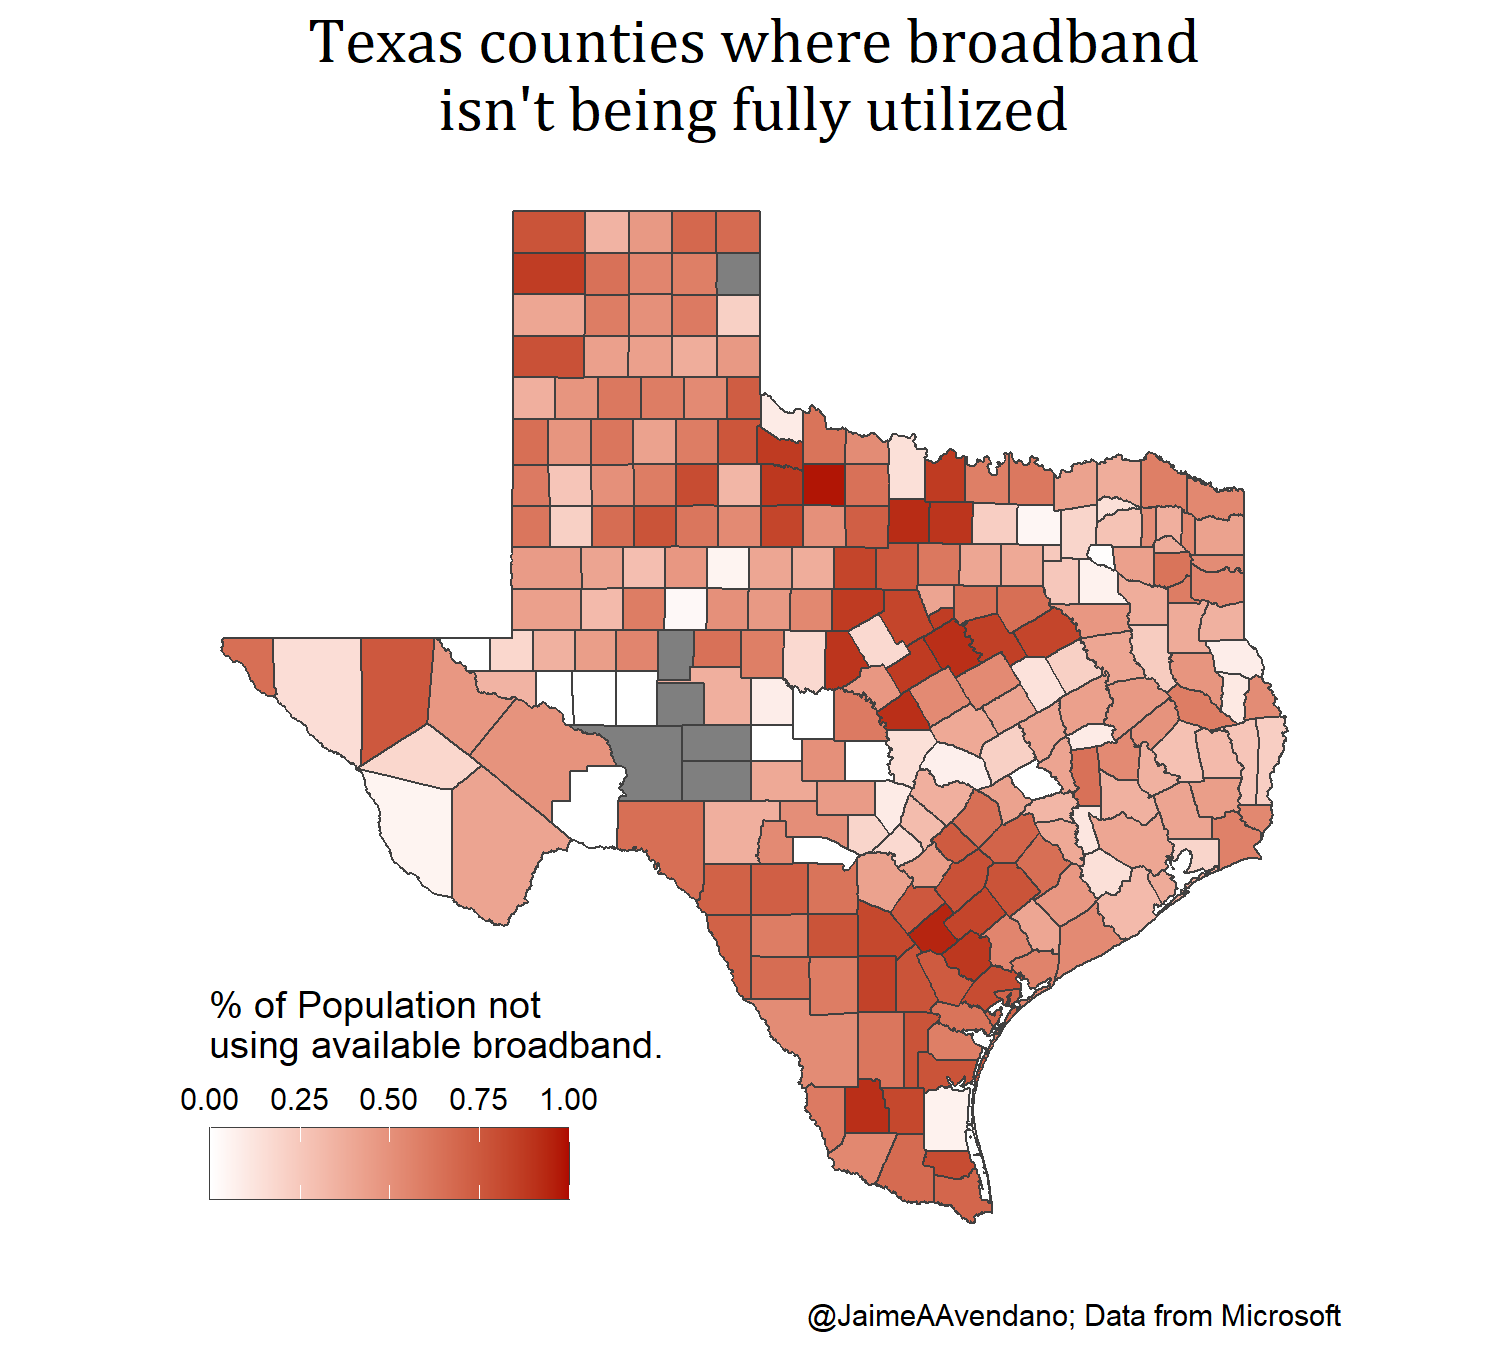 Texas counties where broadband
isn't being fully utilized
% of Population not
using available broadband.
0.00 0.25 0.50 0.75 1.00
@JaimeAAvendano; Data from Microsoft